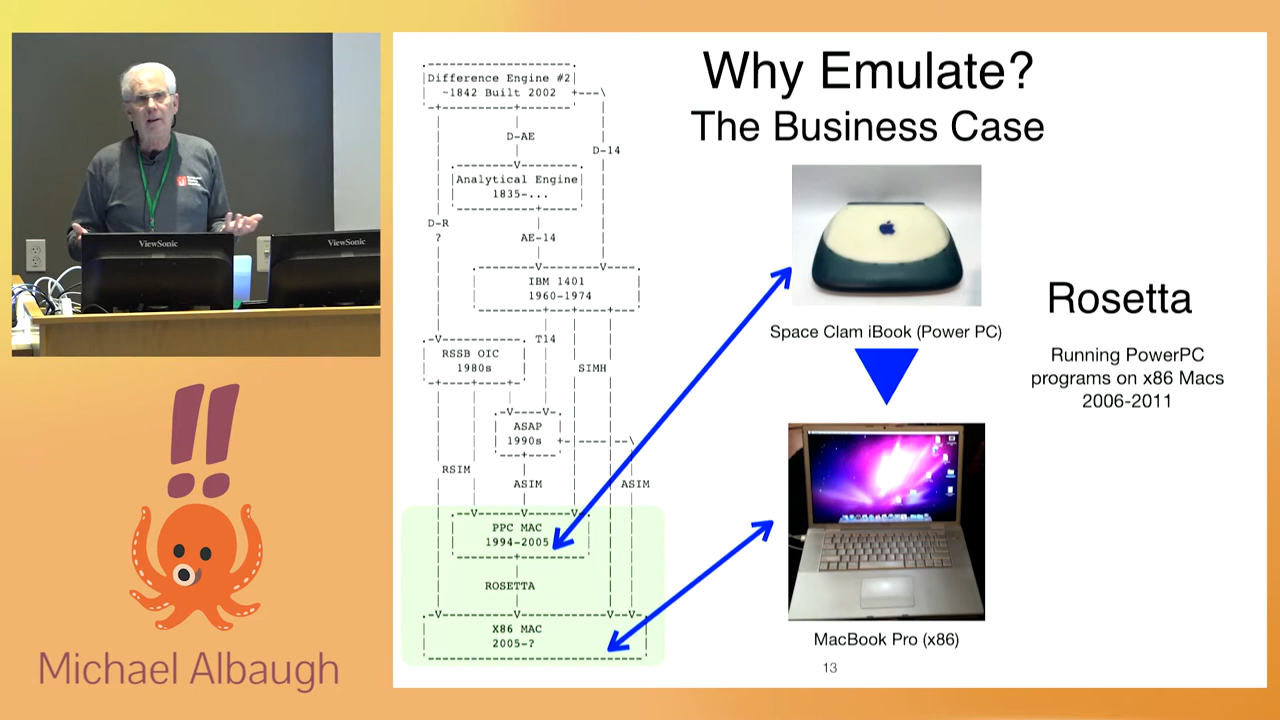 ViewSonic
ViewSonic
!!
Michael Albaugh
Difference Engine #2
~1842 Built 2002
D-AE
D-14
Analytical Engine
1835-...
D-R
?
AE-14
IBM 1401
1960-1974
T14
RSSB OIC
1980s
SIMH
ASAP
1990s
RSIM
ASIM
ASIM
PPC MAC
1994-2005
ROSETTA
X86 MAC
2005-?
Why Emulate?
The Business Case
Space Clam iBook (Power PC)
Rosetta
Running PowerPC
programs on x86 Macs
2006-2011
MacBook Pro (x86)
13